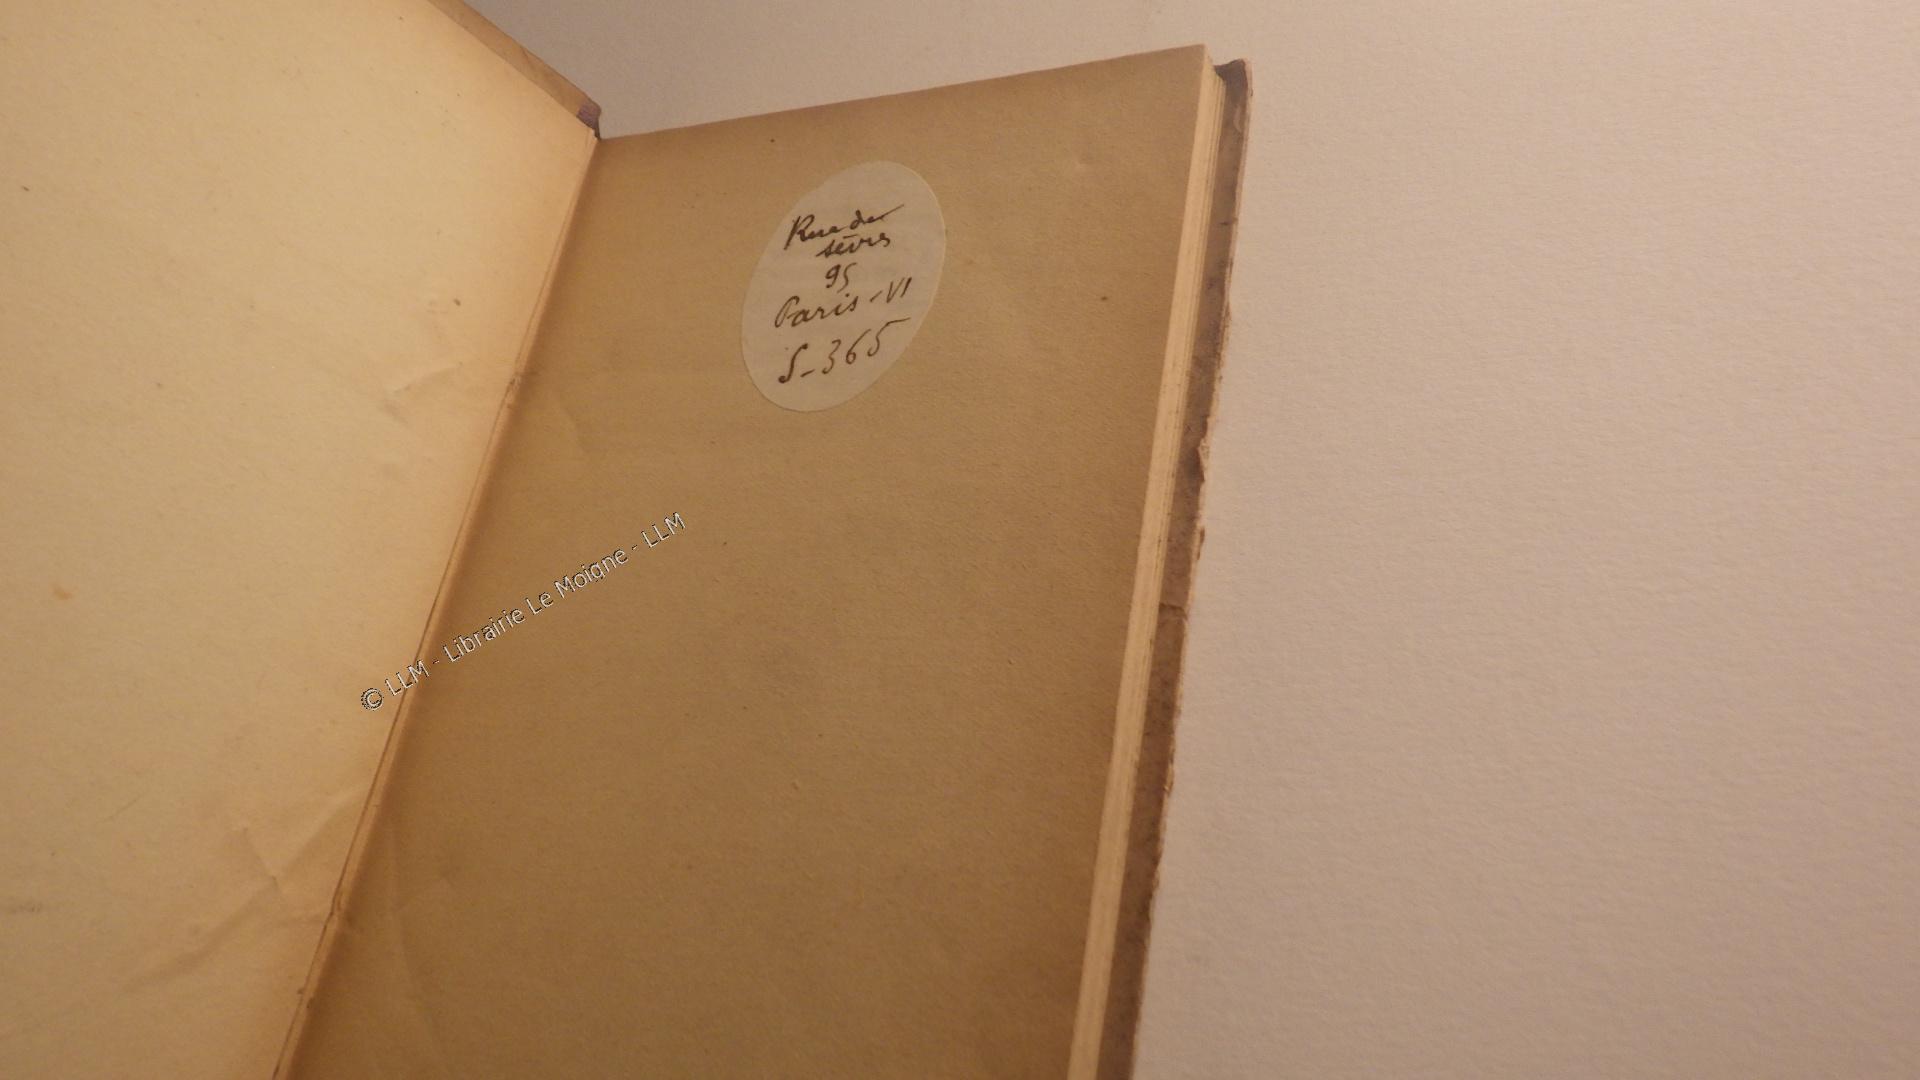 Rue de
sèvres
95
Paris-VI
S-365
© LLM - Librairie Le Moigne - LLM